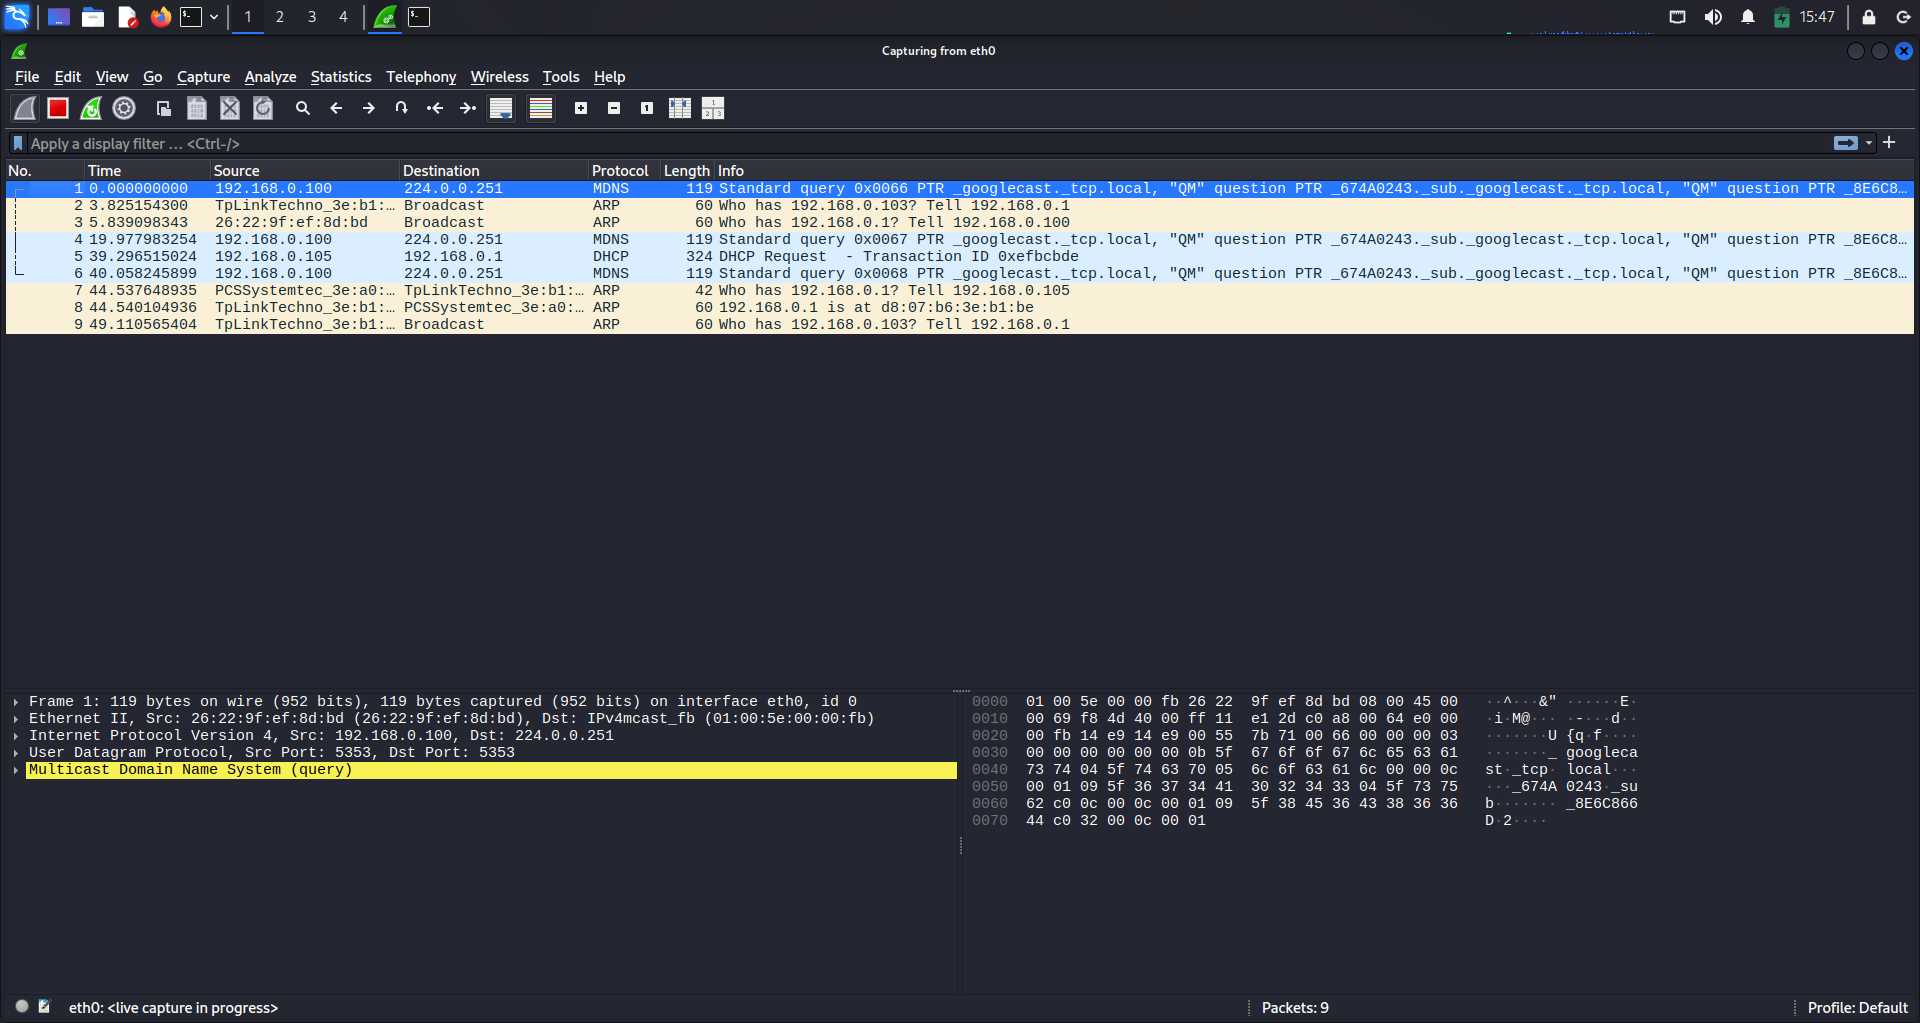 1 2 3 4 15:47
Capturing from eth0
File Edit View Go Capture Analyze Statistics Telephony Wireless Tools Help
Apply a display filter … <Ctrl-/>
No. Time Source Destination Protocol Length Info
1 0.000000000 192.168.0.100 224.0.0.251 MDNS 119 Standard query 0x0066 PTR _googlecast._tcp.local, "QM" question PTR _674A0243._sub._googlecast._tcp.local, "QM" question PTR _8E6C8…
2 3.825154300 TpLinkTechno_3e:b1:… Broadcast ARP 60 Who has 192.168.0.103? Tell 192.168.0.1
3 5.839098343 26:22:9f:ef:8d:bd Broadcast ARP 60 Who has 192.168.0.1? Tell 192.168.0.100
4 19.977983254 192.168.0.100 224.0.0.251 MDNS 119 Standard query 0x0067 PTR _googlecast._tcp.local, "QM" question PTR _674A0243._sub._googlecast._tcp.local, "QM" question PTR _8E6C8…
5 39.296515024 192.168.0.105 192.168.0.1 DHCP 324 DHCP Request - Transaction ID 0xefbcbde
6 40.058245899 192.168.0.100 224.0.0.251 MDNS 119 Standard query 0x0068 PTR _googlecast._tcp.local, "QM" question PTR _674A0243._sub._googlecast._tcp.local, "QM" question PTR _8E6C8…
7 44.537648935 PCSSystemtec_3e:a0:… TpLinkTechno_3e:b1:… ARP 42 Who has 192.168.0.1? Tell 192.168.0.105
8 44.540104936 TpLinkTechno_3e:b1:… PCSSystemtec_3e:a0:… ARP 60 192.168.0.1 is at d8:07:b6:3e:b1:be
9 49.110565404 TpLinkTechno_3e:b1:… Broadcast ARP 60 Who has 192.168.0.103? Tell 192.168.0.1
Frame 1: 119 bytes on wire (952 bits), 119 bytes captured (952 bits) on interface eth0, id 0
Ethernet II, Src: 26:22:9f:ef:8d:bd (26:22:9f:ef:8d:bd), Dst: IPv4mcast_fb (01:00:5e:00:00:fb)
Internet Protocol Version 4, Src: 192.168.0.100, Dst: 224.0.0.251
User Datagram Protocol, Src Port: 5353, Dst Port: 5353
Multicast Domain Name System (query)
0000 01 00 5e 00 00 fb 26 22 9f ef 8d bd 08 00 45 00 ··^···&" ······E·
0010 00 69 f8 4d 40 00 ff 11 e1 2d c0 a8 00 64 e0 00 ·i·M@··· ·-···d··
0020 00 fb 14 e9 14 e9 00 55 7b 71 00 66 00 00 00 03 ·······U {q·f····
0030 00 00 00 00 00 00 0b 5f 67 6f 6f 67 6c 65 63 61 ·······_ googleca
0040 73 74 04 5f 74 63 70 05 6c 6f 63 61 6c 00 00 0c st·_tcp· local···
0050 00 01 09 5f 36 37 34 41 30 32 34 33 04 5f 73 75 ···_674A 0243·_su
0060 62 c0 0c 00 0c 00 01 09 5f 38 45 36 43 38 36 36 b······· _8E6C866
0070 44 c0 32 00 0c 00 01 D·2····
eth0: <live capture in progress> Packets: 9 Profile: Default